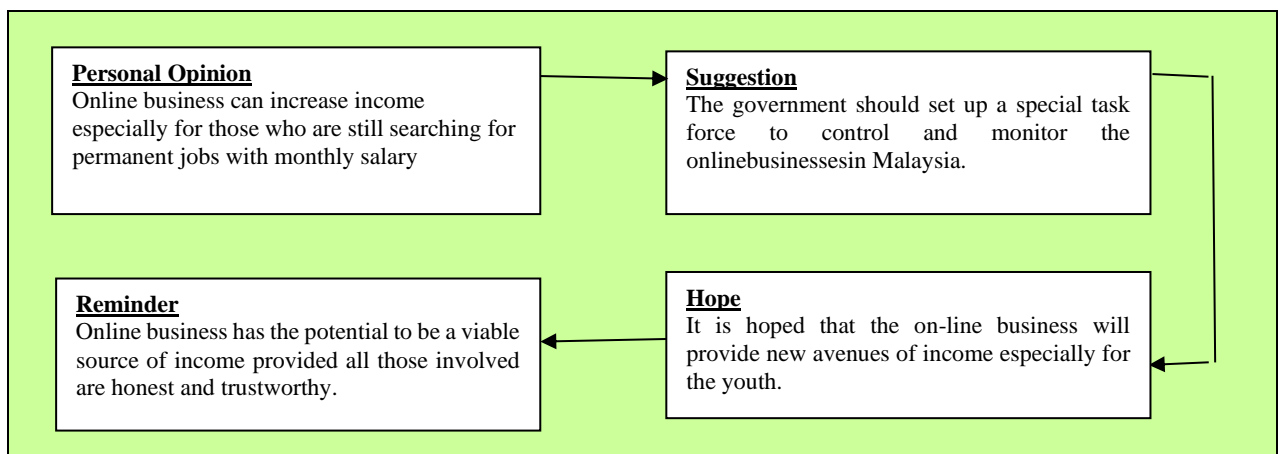 Personal Opinion
Online business can increase income
especially for those who are still searching for
permanent jobs with monthly salary
Suggestion
The government should set up a special task
force to control and monitor the
onlinebusinessesin Malaysia.
Hope
It is hoped that the on-line business will
provide new avenues of income especially for
the youth.
Reminder
Online business has the potential to be a viable
source of income provided all those involved
are honest and trustworthy.